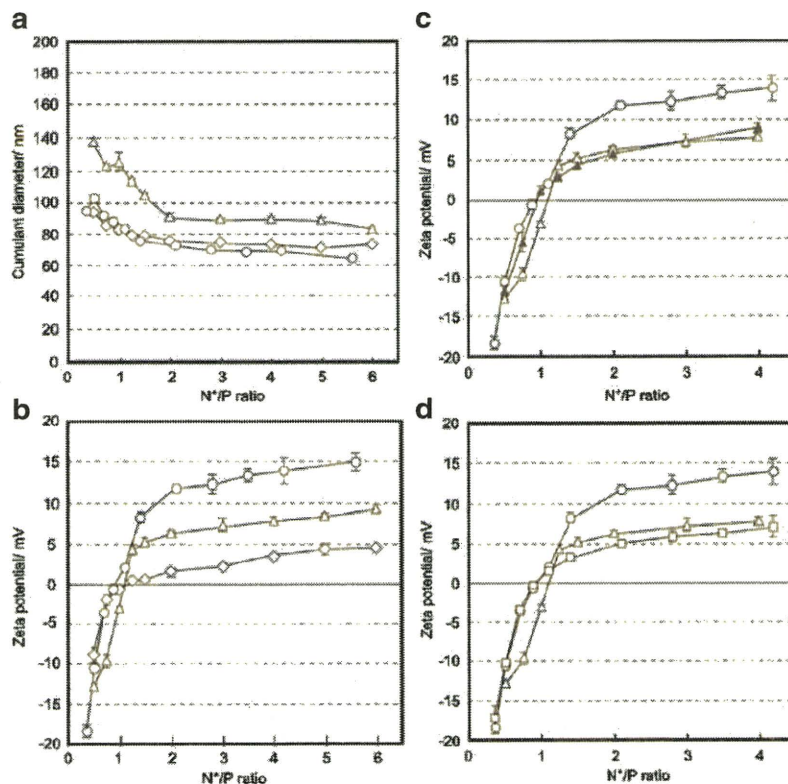 a
200
180
160
140
120
100
80
60
40
20
0
Cumulant diameter/ nm
0 1 2 3 4 5 6
N⁺/P ratio
b
20
15
10
5
0
-5
-10
-15
-20
Zeta potential/ mV
0 1 2 3 4 5 6
N⁺/P ratio
c
20
15
10
5
0
-5
-10
-15
-20
Zeta potential/ mV
0 1 2 3 4
N⁺/P ratio
d
20
15
10
5
0
-5
-10
-15
-20
Zeta potential/ mV
0 1 2 3 4
N⁺/P ratio